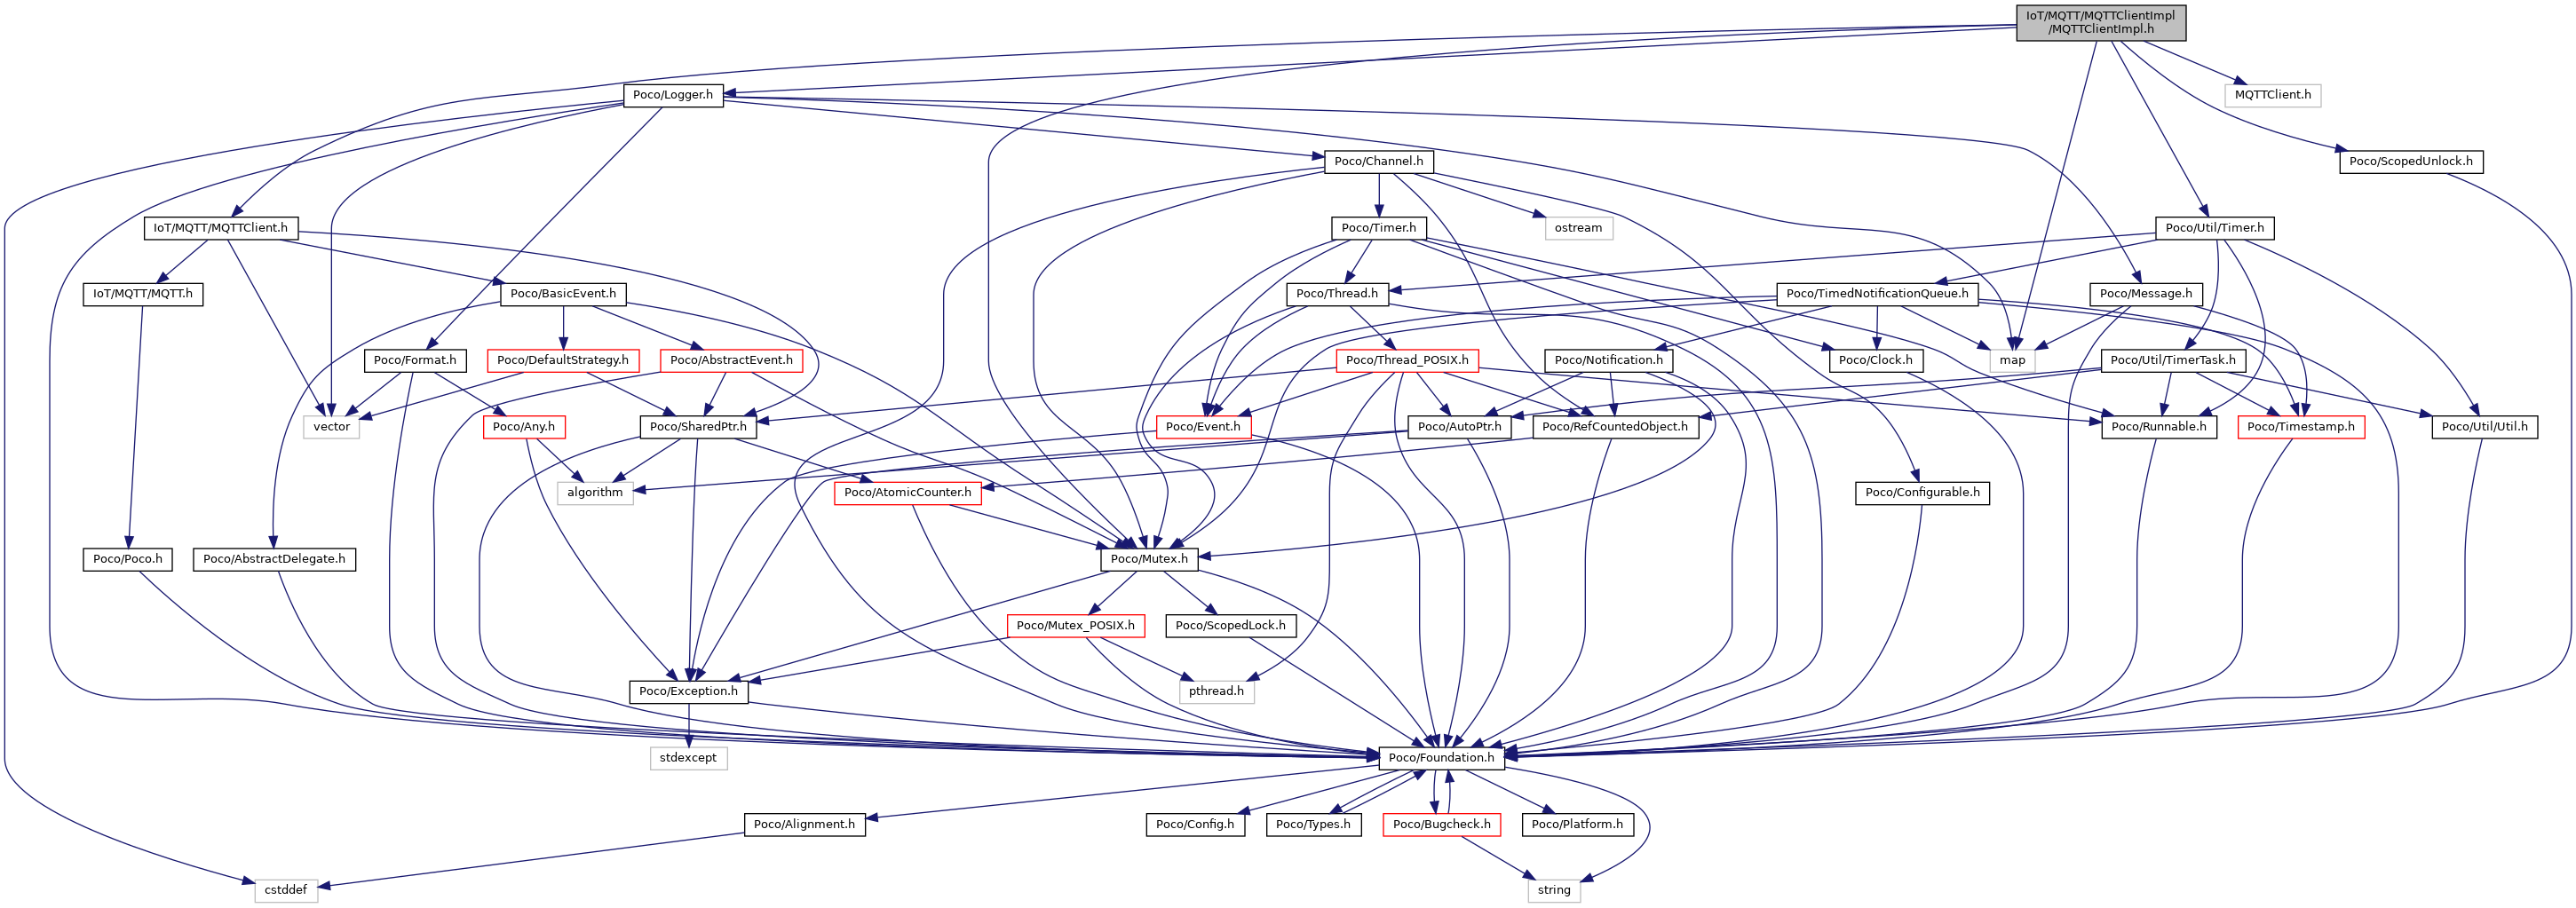 IoT/MQTT/MQTTClientImpl
/MQTTClientImpl.h
Poco/Logger.h
MQTTClient.h
Poco/Channel.h
Poco/ScopedUnlock.h
IoT/MQTT/MQTTClient.h
Poco/Timer.h
ostream
Poco/Util/Timer.h
IoT/MQTT/MQTT.h
Poco/BasicEvent.h
Poco/Thread.h
Poco/TimedNotificationQueue.h
Poco/Message.h
Poco/Format.h
Poco/DefaultStrategy.h
Poco/AbstractEvent.h
Poco/Thread_POSIX.h
Poco/Notification.h
Poco/Clock.h
map
Poco/Util/TimerTask.h
vector
Poco/Any.h
Poco/SharedPtr.h
Poco/Event.h
Poco/AutoPtr.h
Poco/RefCountedObject.h
Poco/Runnable.h
Poco/Timestamp.h
Poco/Util/Util.h
algorithm
Poco/AtomicCounter.h
Poco/Configurable.h
Poco/Poco.h
Poco/AbstractDelegate.h
Poco/Mutex.h
Poco/Mutex_POSIX.h
Poco/ScopedLock.h
Poco/Exception.h
pthread.h
stdexcept
Poco/Foundation.h
Poco/Alignment.h
Poco/Config.h
Poco/Types.h
Poco/Bugcheck.h
Poco/Platform.h
cstddef
string